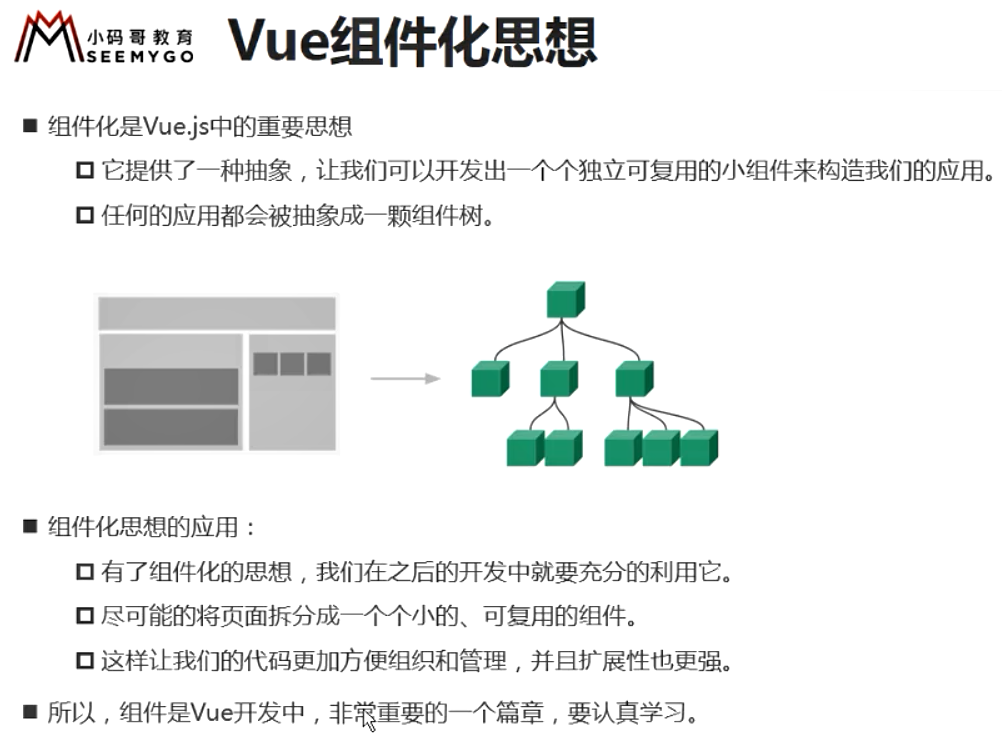 小码哥教育
SEEMYGO
Vue组件化思想
组件化是Vue.js中的重要思想
它提供了一种抽象，让我们可以开发出一个个独立可复用的小组件来构造我们的应用。
任何的应用都会被抽象成一颗组件树。
组件化思想的应用：
有了组件化的思想，我们在之后的开发中就要充分的利用它。
尽可能的将页面拆分成一个个小的、可复用的组件。
这样让我们的代码更加方便组织和管理，并且扩展性也更强。
所以，组件是Vue开发中，非常重要的一个篇章，要认真学习。